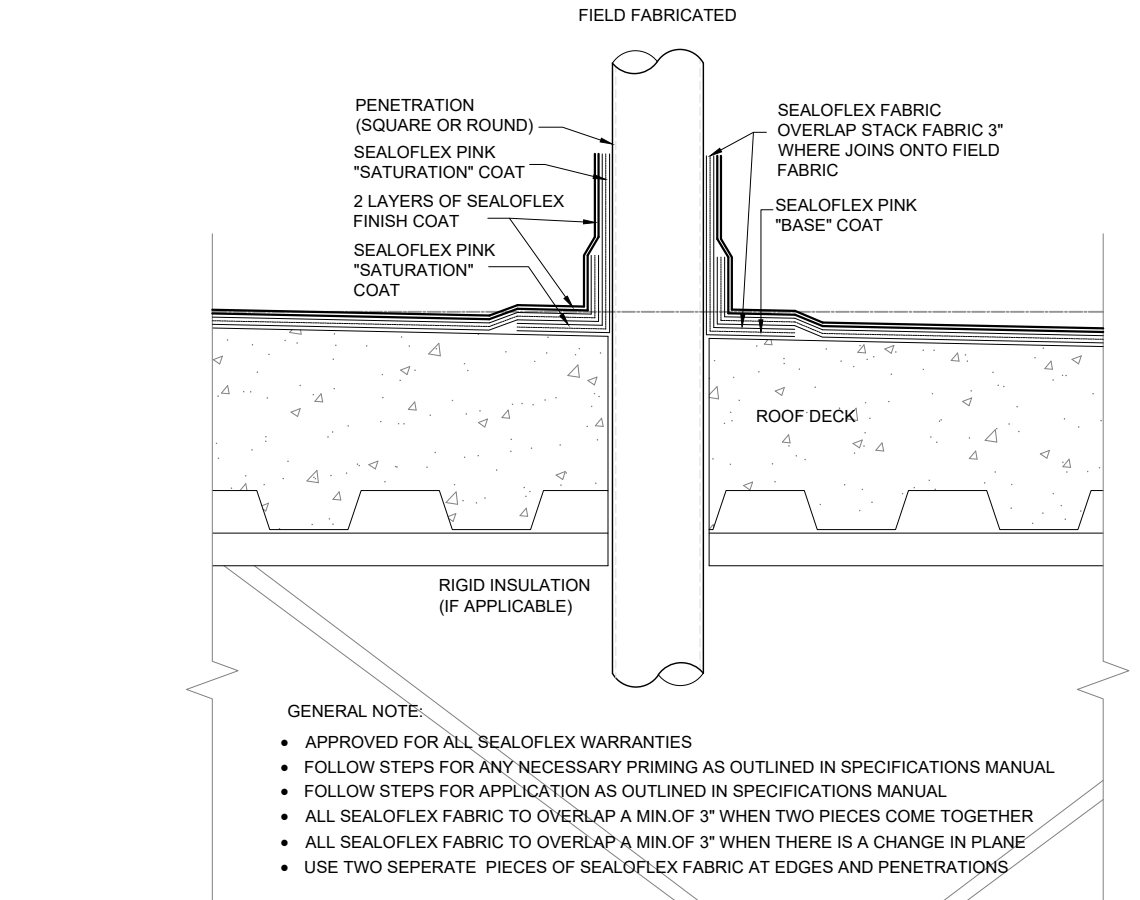 FIELD FABRICATED
PENETRATION
(SQUARE OR ROUND)
SEALOFLEX PINK
"SATURATION" COAT
2 LAYERS OF SEALOFLEX
FINISH COAT
SEALOFLEX PINK
"SATURATION"
COAT
SEALOFLEX FABRIC
OVERLAP STACK FABRIC 3"
WHERE JOINS ONTO FIELD
FABRIC
SEALOFLEX PINK
"BASE" COAT
ROOF DECK
RIGID INSULATION
(IF APPLICABLE)
GENERAL NOTE:
• APPROVED FOR ALL SEALOFLEX WARRANTIES
• FOLLOW STEPS FOR ANY NECESSARY PRIMING AS OUTLINED IN SPECIFICATIONS MANUAL
• FOLLOW STEPS FOR APPLICATION AS OUTLINED IN SPECIFICATIONS MANUAL
• ALL SEALOFLEX FABRIC TO OVERLAP A MIN.OF 3" WHEN TWO PIECES COME TOGETHER
• ALL SEALOFLEX FABRIC TO OVERLAP A MIN.OF 3" WHEN THERE IS A CHANGE IN PLANE
• USE TWO SEPERATE PIECES OF SEALOFLEX FABRIC AT EDGES AND PENETRATIONS